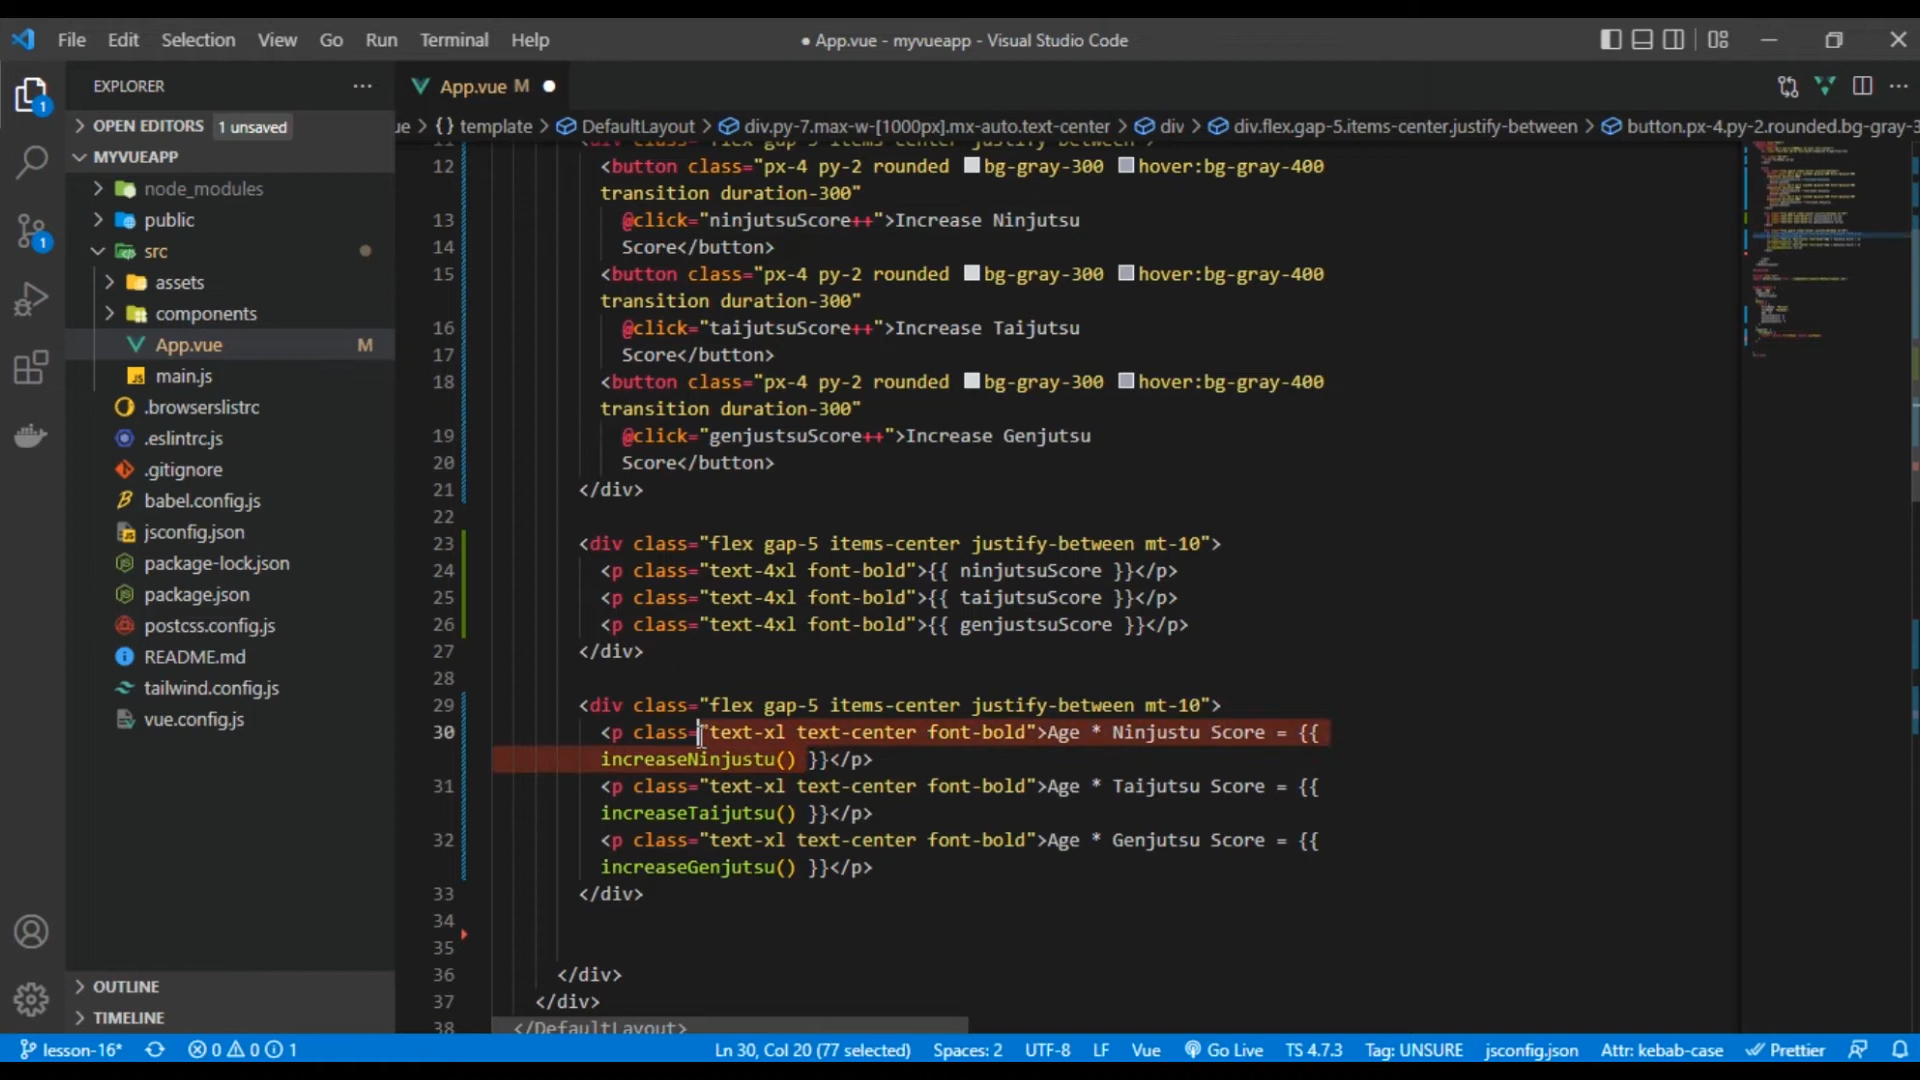 File Edit Selection View Go Run Terminal Help ● App.vue - myvueapp - Visual Studio Code
EXPLORER ···
App.vue M
OPEN EDITORS 1 unsaved
ue > {} template > DefaultLayout > div.py-7.max-w-[1000px].mx-auto.text-center > div > div.flex.gap-5.items-center.justify-between > button.px-4.py-2.rounded.bg-gray-3
MYVUEAPP
node_modules
public
src
assets
components
App.vue M
main.js
.browserslistrc
.eslintrc.js
.gitignore
babel.config.js
jsconfig.json
package-lock.json
package.json
postcss.config.js
README.md
tailwind.config.js
vue.config.js
OUTLINE
TIMELINE
11 <div class="flex gap-5 items-center justify-between">
12 <button class="px-4 py-2 rounded bg-gray-300 hover:bg-gray-400
transition duration-300"
13 @click="ninjutsuScore++">Increase Ninjutsu
14 Score</button>
15 <button class="px-4 py-2 rounded bg-gray-300 hover:bg-gray-400
transition duration-300"
16 @click="taijutsuScore++">Increase Taijutsu
17 Score</button>
18 <button class="px-4 py-2 rounded bg-gray-300 hover:bg-gray-400
transition duration-300"
19 @click="genjustsuScore++">Increase Genjutsu
20 Score</button>
21 </div>
22
23 <div class="flex gap-5 items-center justify-between mt-10">
24 <p class="text-4xl font-bold">{{ ninjutsuScore }}</p>
25 <p class="text-4xl font-bold">{{ taijutsuScore }}</p>
26 <p class="text-4xl font-bold">{{ genjustsuScore }}</p>
27 </div>
28
29 <div class="flex gap-5 items-center justify-between mt-10">
30 <p class="text-xl text-center font-bold">Age * Ninjustu Score = {{
increaseNinjustu() }}</p>
31 <p class="text-xl text-center font-bold">Age * Taijutsu Score = {{
increaseTaijutsu() }}</p>
32 <p class="text-xl text-center font-bold">Age * Genjutsu Score = {{
increaseGenjutsu() }}</p>
33 </div>
34
35
36 </div>
37 </div>
38 </DefaultLayout>
1
1
lesson-16* 0 0 1 Ln 30, Col 20 (77 selected) Spaces: 2 UTF-8 LF Vue Go Live TS 4.7.3 Tag: UNSURE jsconfig.json Attr: kebab-case Prettier